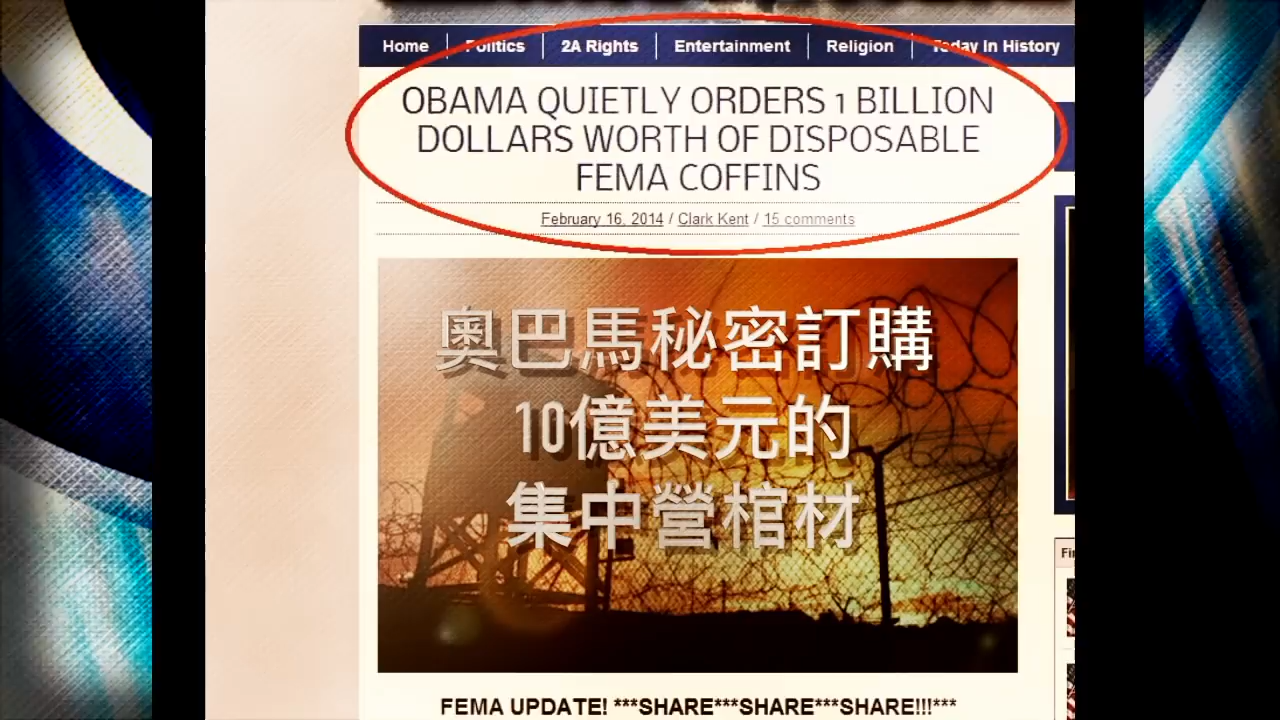 Home Politics 2A Rights Entertainment Religion Today In History
OBAMA QUIETLY ORDERS 1 BILLION
DOLLARS WORTH OF DISPOSABLE
FEMA COFFINS
February 16, 2014 / Clark Kent / 15 comments
奧巴馬秘密訂購
10億美元的
集中營棺材
FEMA UPDATE! ***SHARE***SHARE***SHARE!!!***